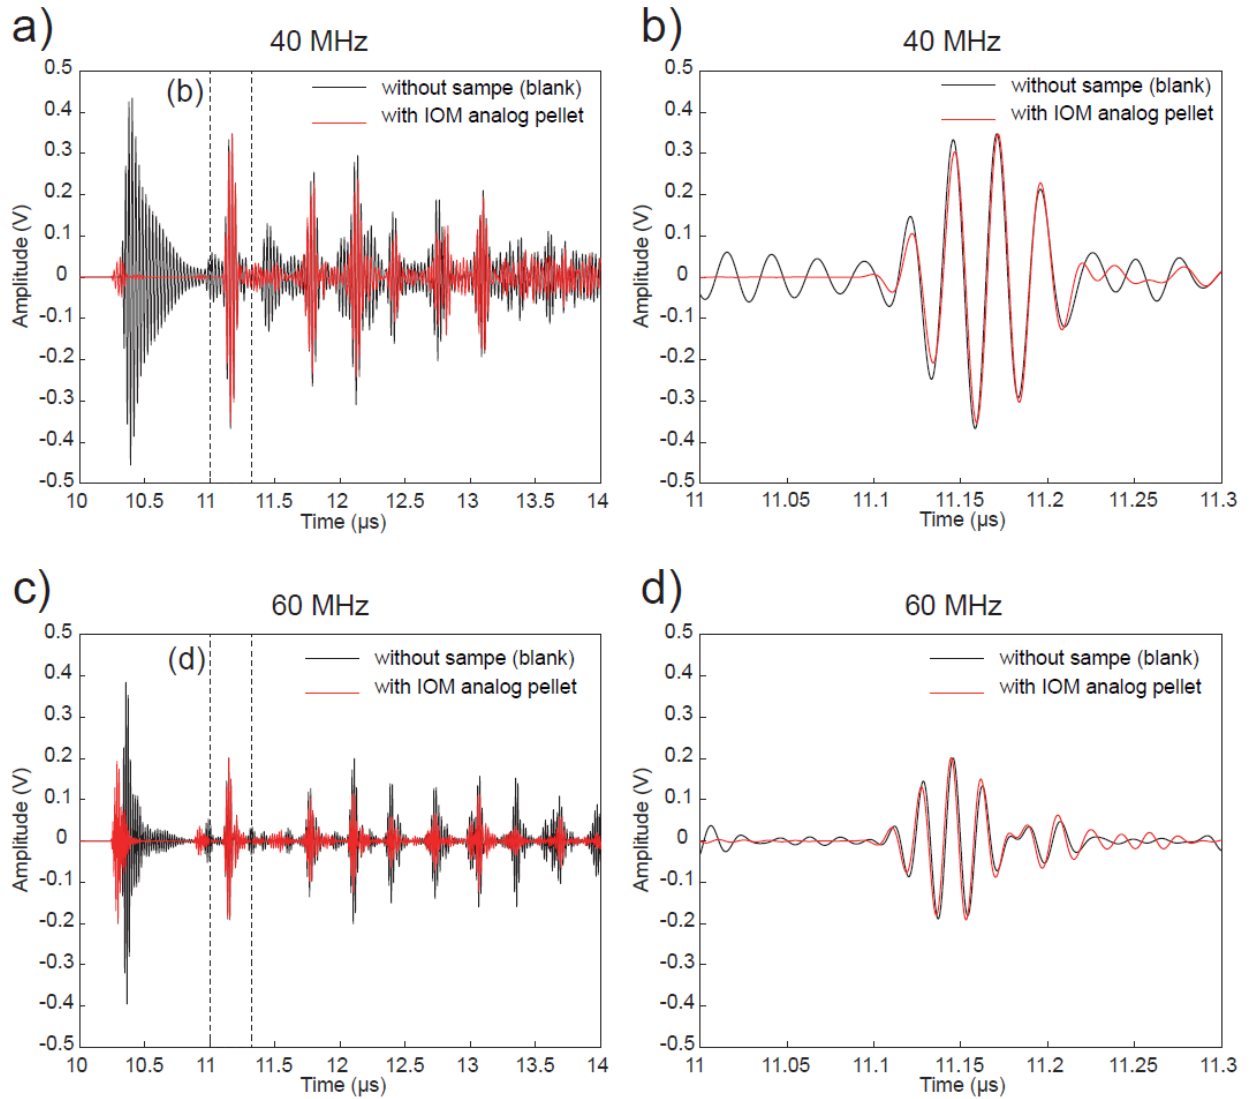 a)
40 MHz
0.5
0.4
0.3
0.2
0.1
0
-0.1
-0.2
-0.3
-0.4
-0.5
Amplitude (V)
(b)
without sampe (blank)
with IOM analog pellet
10
10.5
11
11.5
12
12.5
13
13.5
14
Time (µs)
b)
40 MHz
0.5
0.4
0.3
0.2
0.1
0
-0.1
-0.2
-0.3
-0.4
-0.5
Amplitude (V)
without sampe (blank)
with IOM analog pellet
11
11.05
11.1
11.15
11.2
11.25
11.3
Time (µs)
c)
60 MHz
0.5
0.4
0.3
0.2
0.1
0
-0.1
-0.2
-0.3
-0.4
-0.5
Amplitude (V)
(d)
without sampe (blank)
with IOM analog pellet
10
10.5
11
11.5
12
12.5
13
13.5
14
Time (µs)
d)
60 MHz
0.5
0.4
0.3
0.2
0.1
0
-0.1
-0.2
-0.3
-0.4
-0.5
Amplitude (V)
without sampe (blank)
with IOM analog pellet
11
11.05
11.1
11.15
11.2
11.25
11.3
Time (µs)